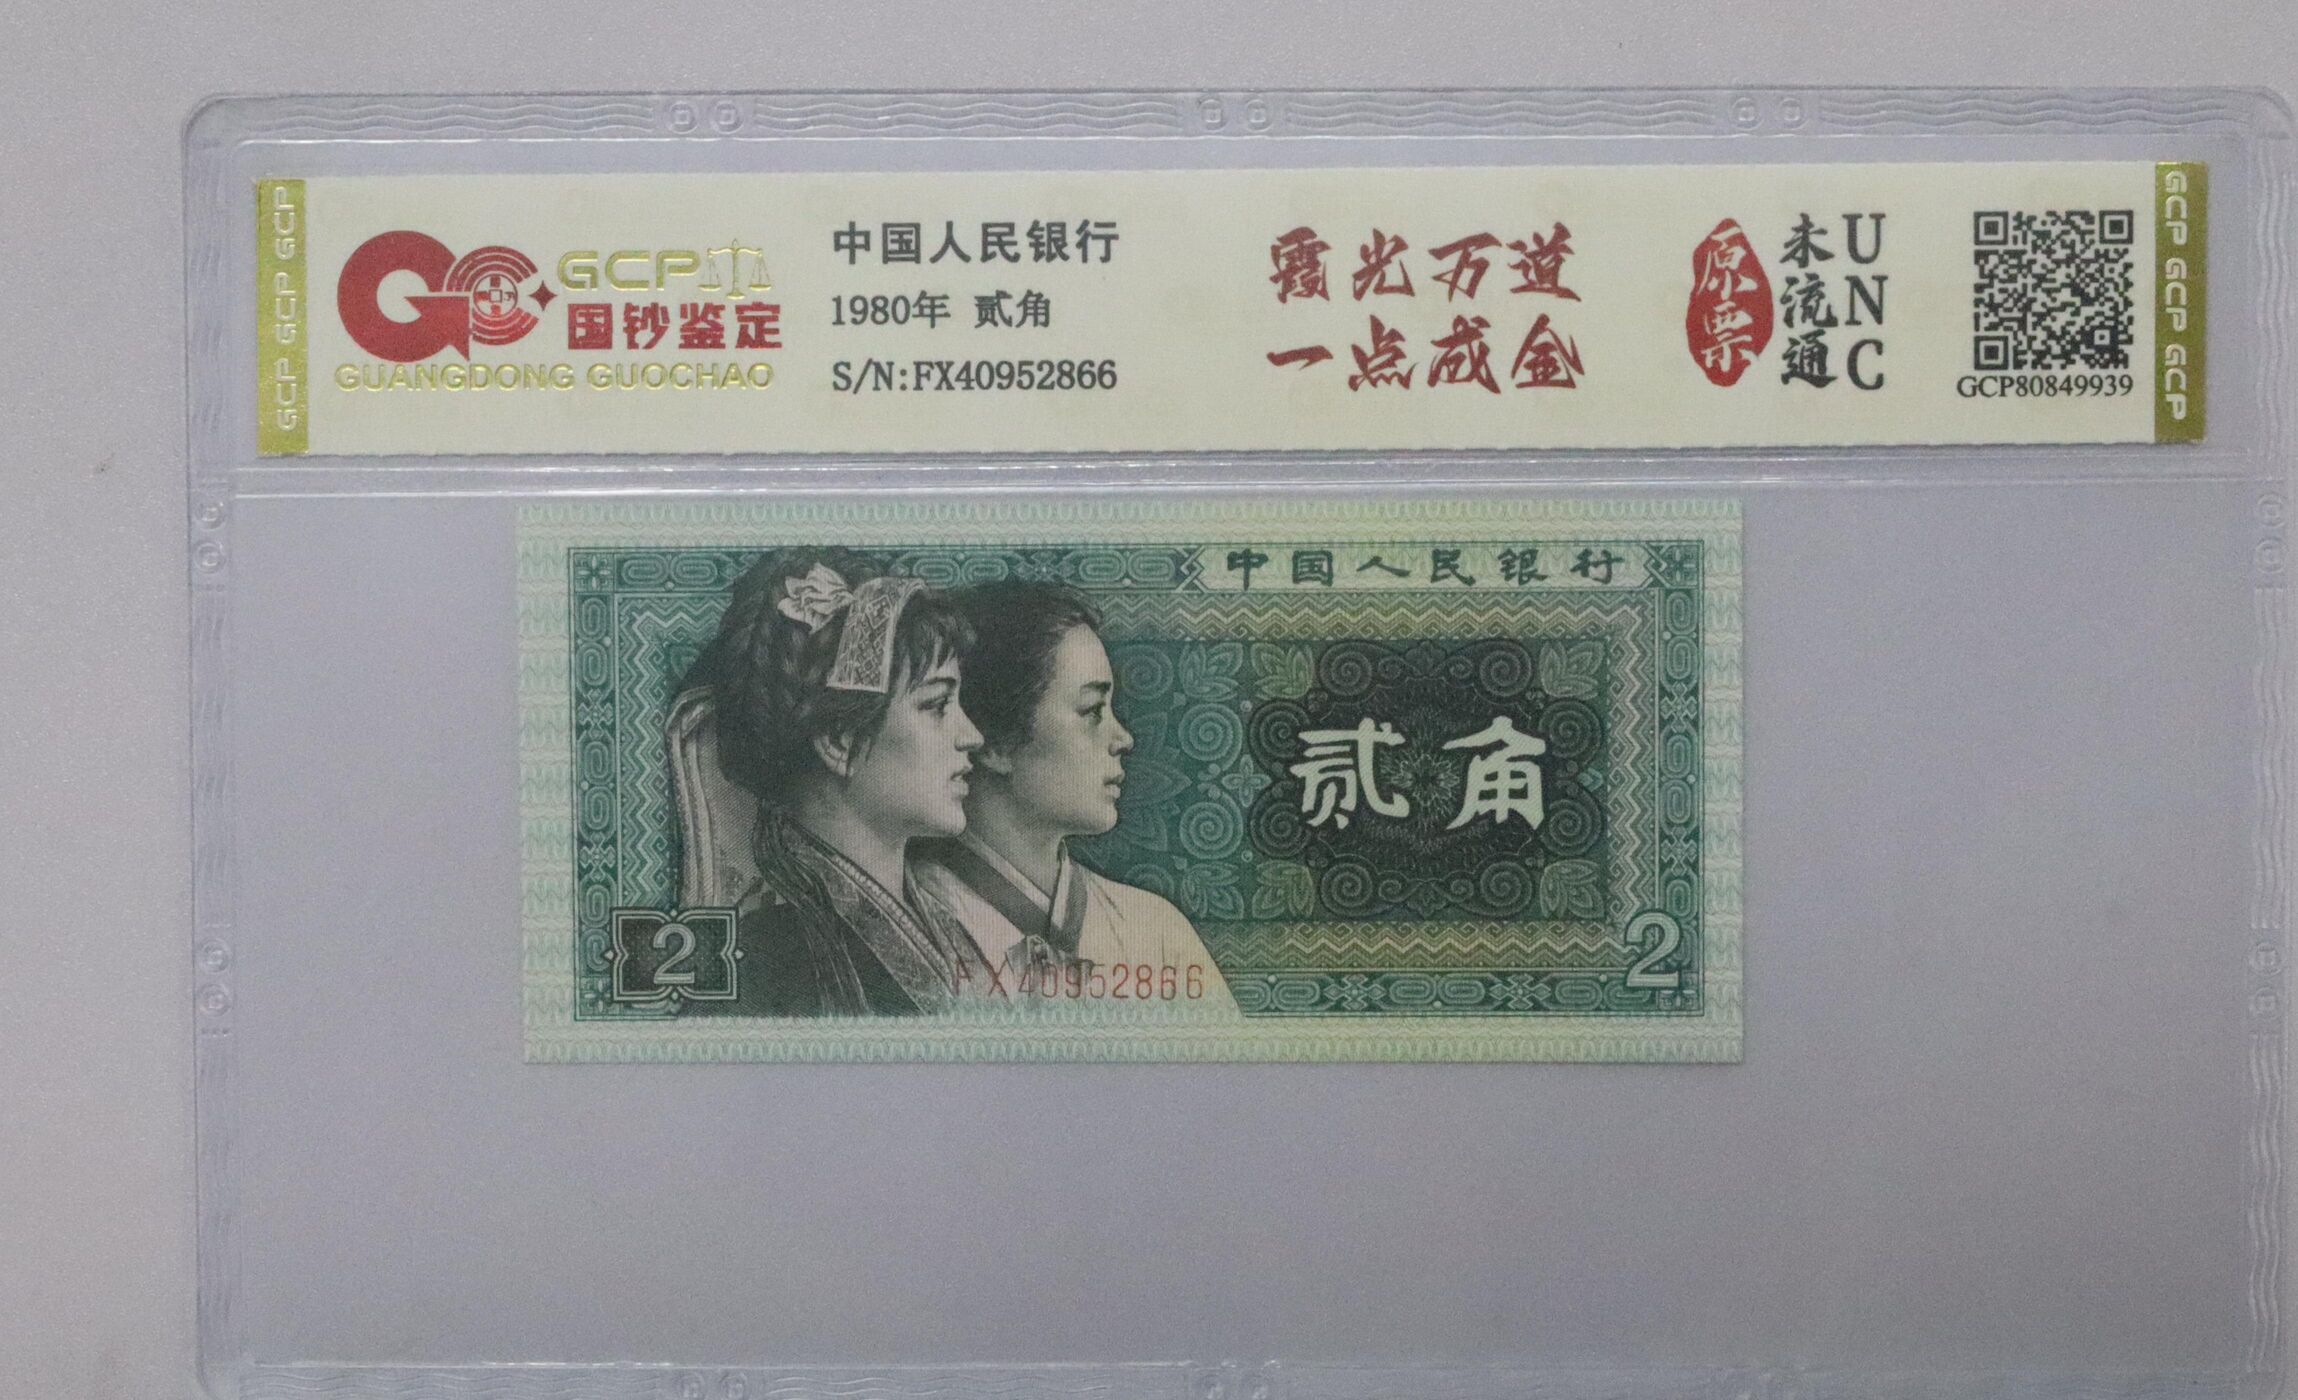 GCP GCP GCP
GCP
国钞鉴定
GUANGDONG GUOCHAO
中国人民银行
1980年 贰角
S/N:FX40952866
霞光万道
一点成金
原票
未流通
UNC
GCP80849939
GCP GCP GCP
中国人民银行
贰角
2
2
FX40952866